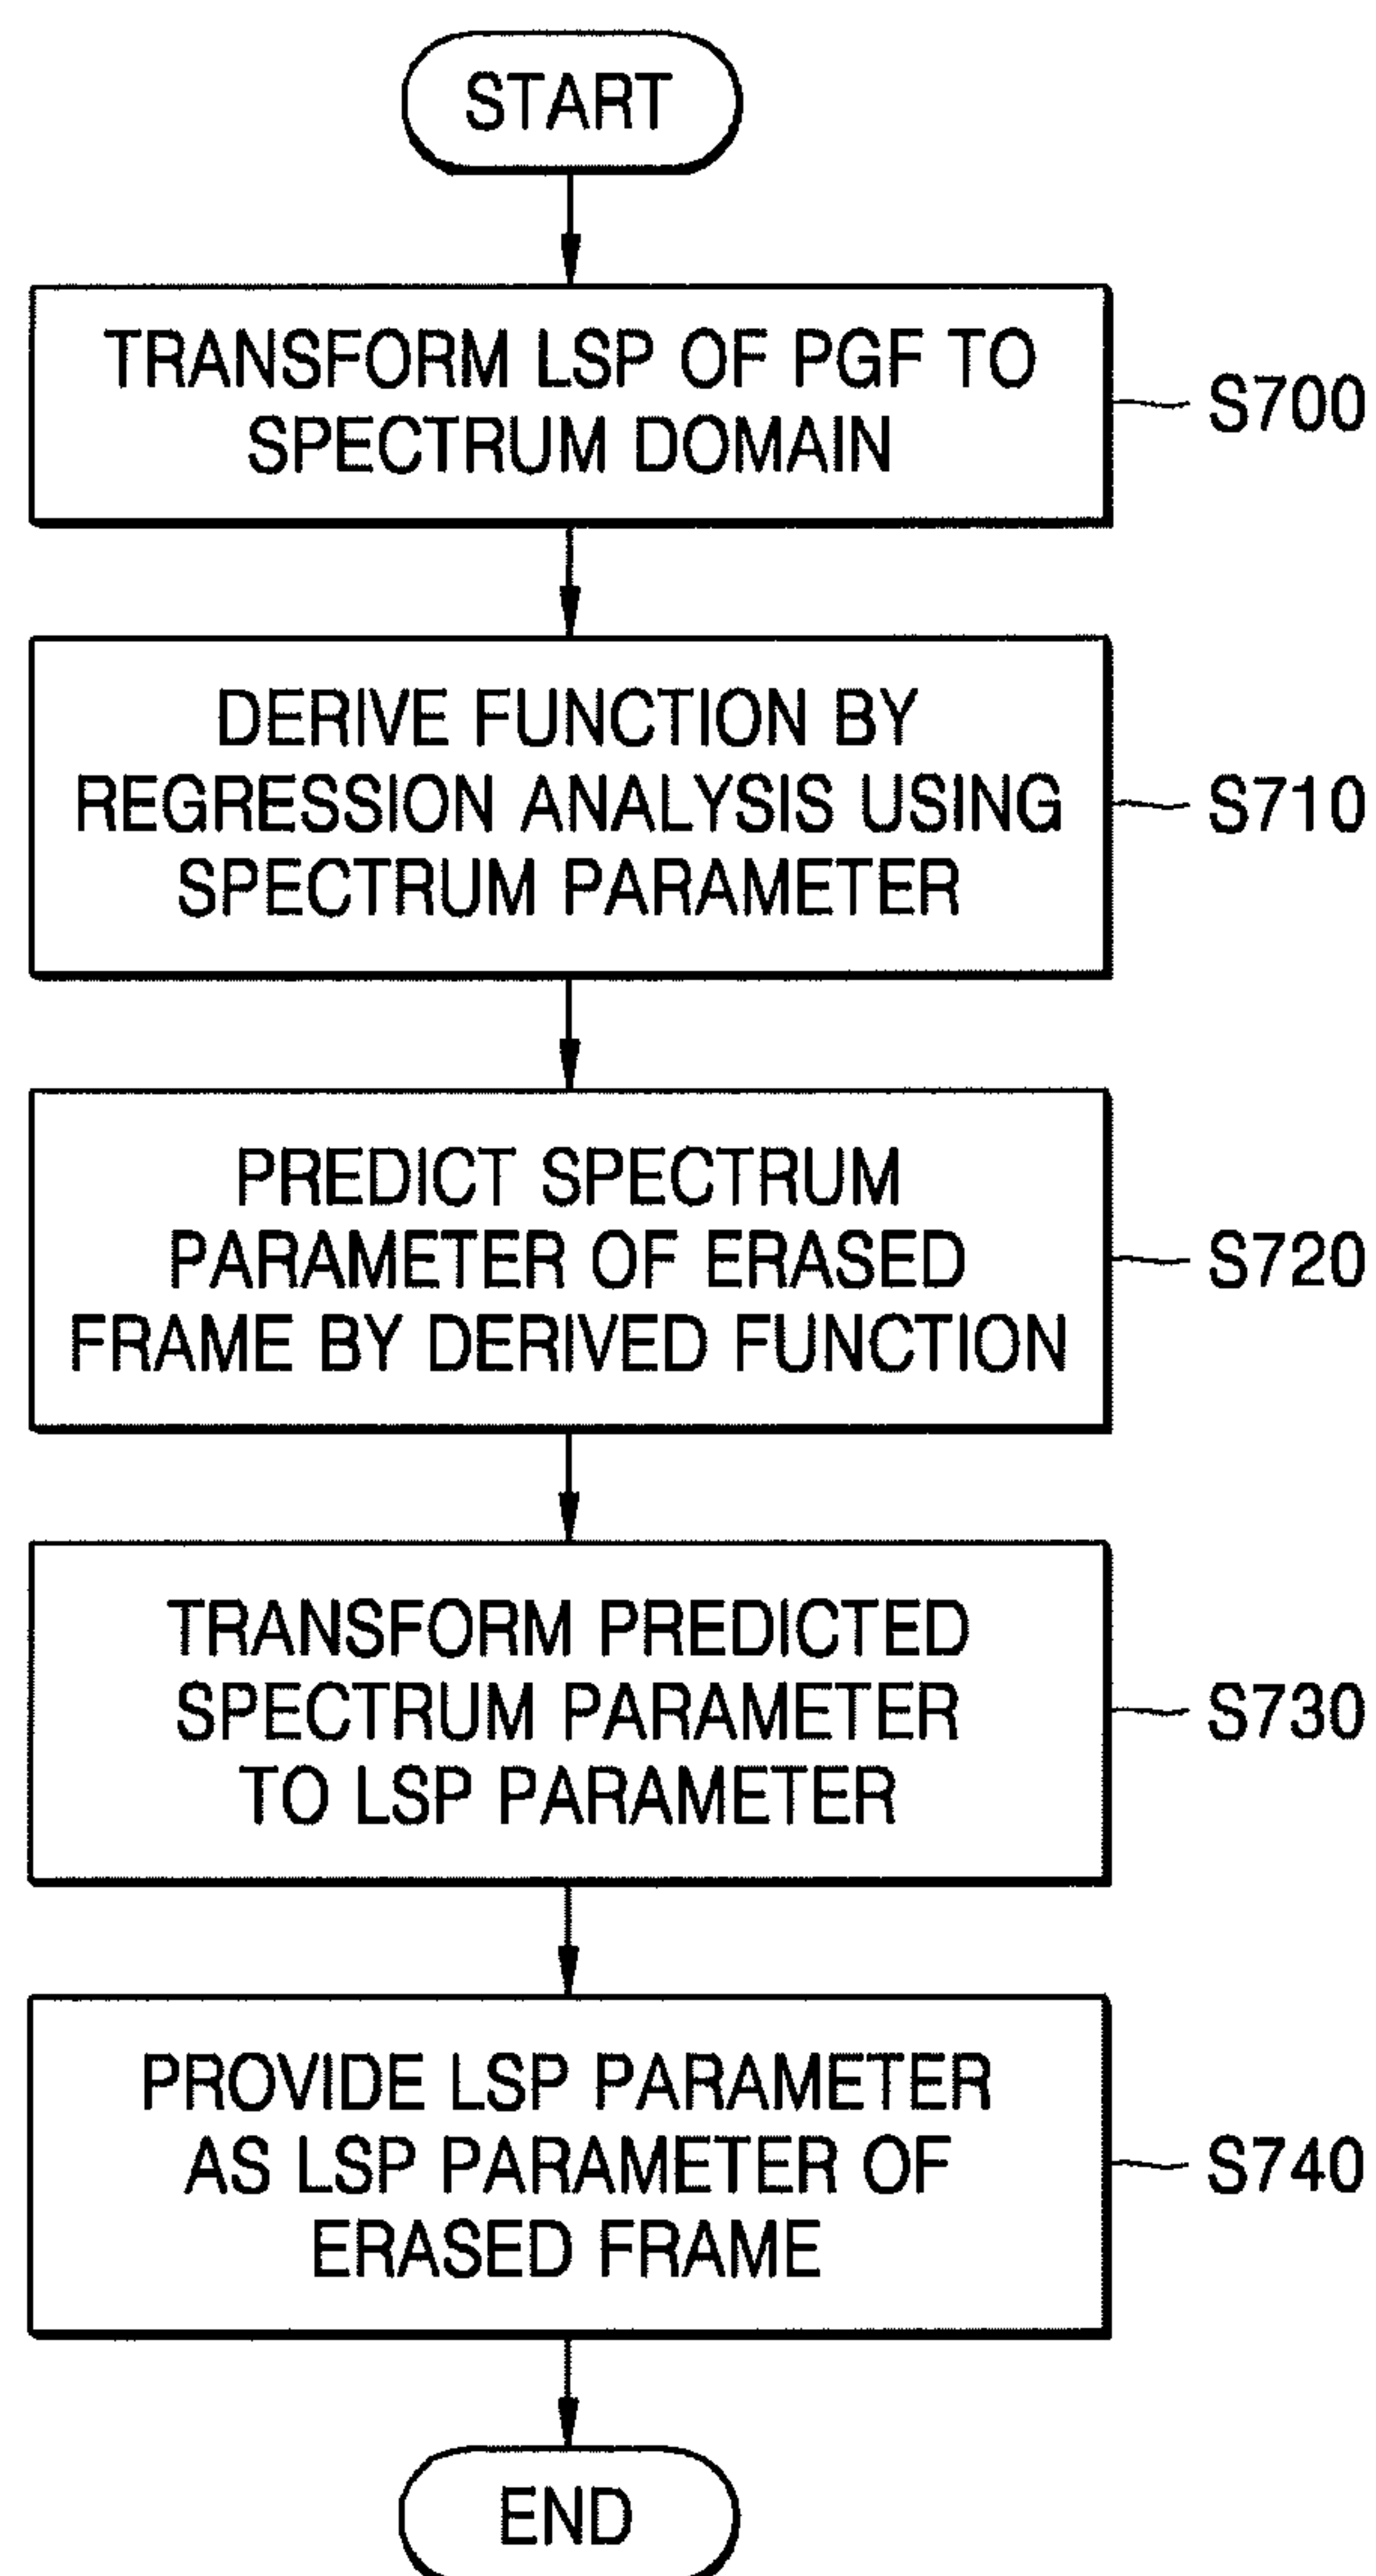 START
TRANSFORM LSP OF PGF TO
SPECTRUM DOMAIN
S700
DERIVE FUNCTION BY
REGRESSION ANALYSIS USING
SPECTRUM PARAMETER
S710
PREDICT SPECTRUM
PARAMETER OF ERASED
FRAME BY DERIVED FUNCTION
S720
TRANSFORM PREDICTED
SPECTRUM PARAMETER
TO LSP PARAMETER
S730
PROVIDE LSP PARAMETER
AS LSP PARAMETER OF
ERASED FRAME
S740
END